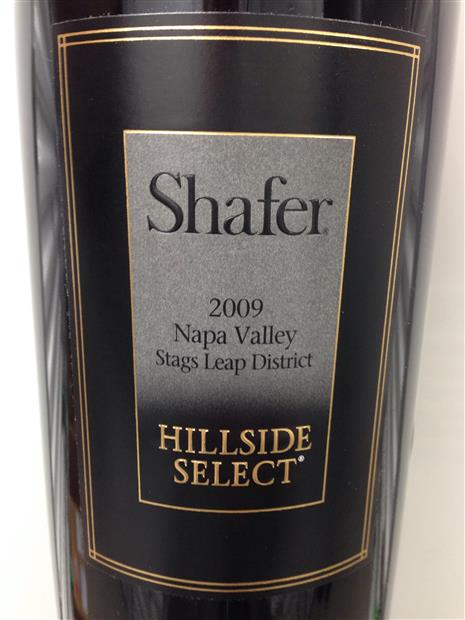 Shafer®
2009
Napa Valley
Stags Leap District
HILLSIDE
SELECT®